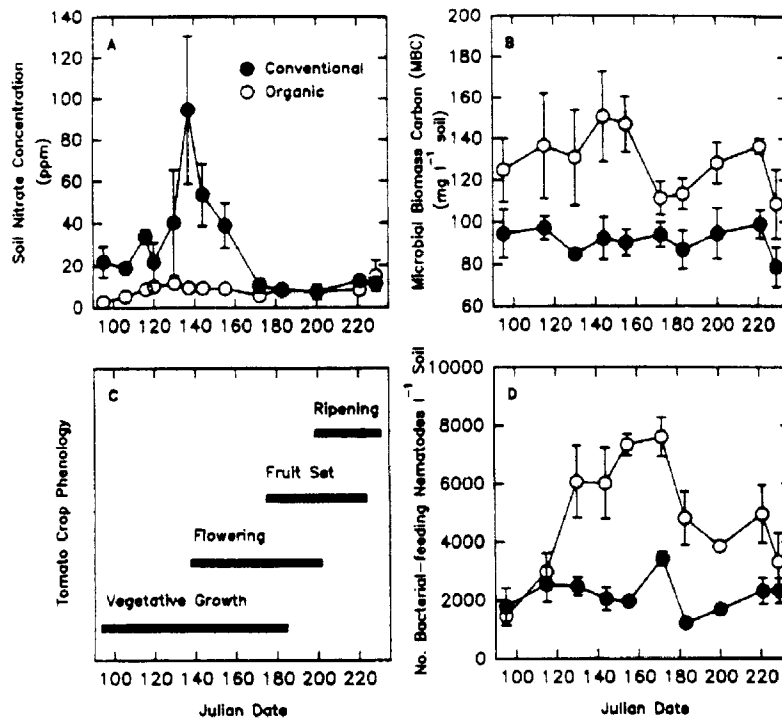 A
Conventional
Organic
Soil Nitrate Concentration
(ppm)
140
120
100
80
60
40
20
0
100 120 140 160 180 200 220
B
Microbial Biomass Carbon (MBC)
(mg l⁻¹ soil)
200
180
160
140
120
100
80
60
100 120 140 160 180 200 220
C
Tomato Crop Phenology
Ripening
Fruit Set
Flowering
Vegetative Growth
100 120 140 160 180 200 220
Julian Date
D
No. Bacterial-feeding Nematodes l⁻¹ Soil
10000
8000
6000
4000
2000
0
100 120 140 160 180 200 220
Julian Date